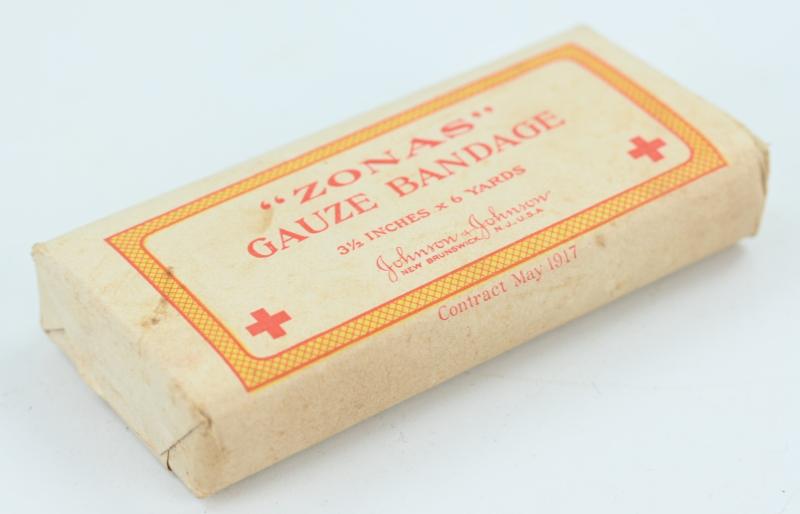 "ZONAS"
GAUZE BANDAGE
3½ INCHES x 6 YARDS
Johnson & Johnson
NEW BRUNSWICK, N.J., U.S.A.
Contract May 1917